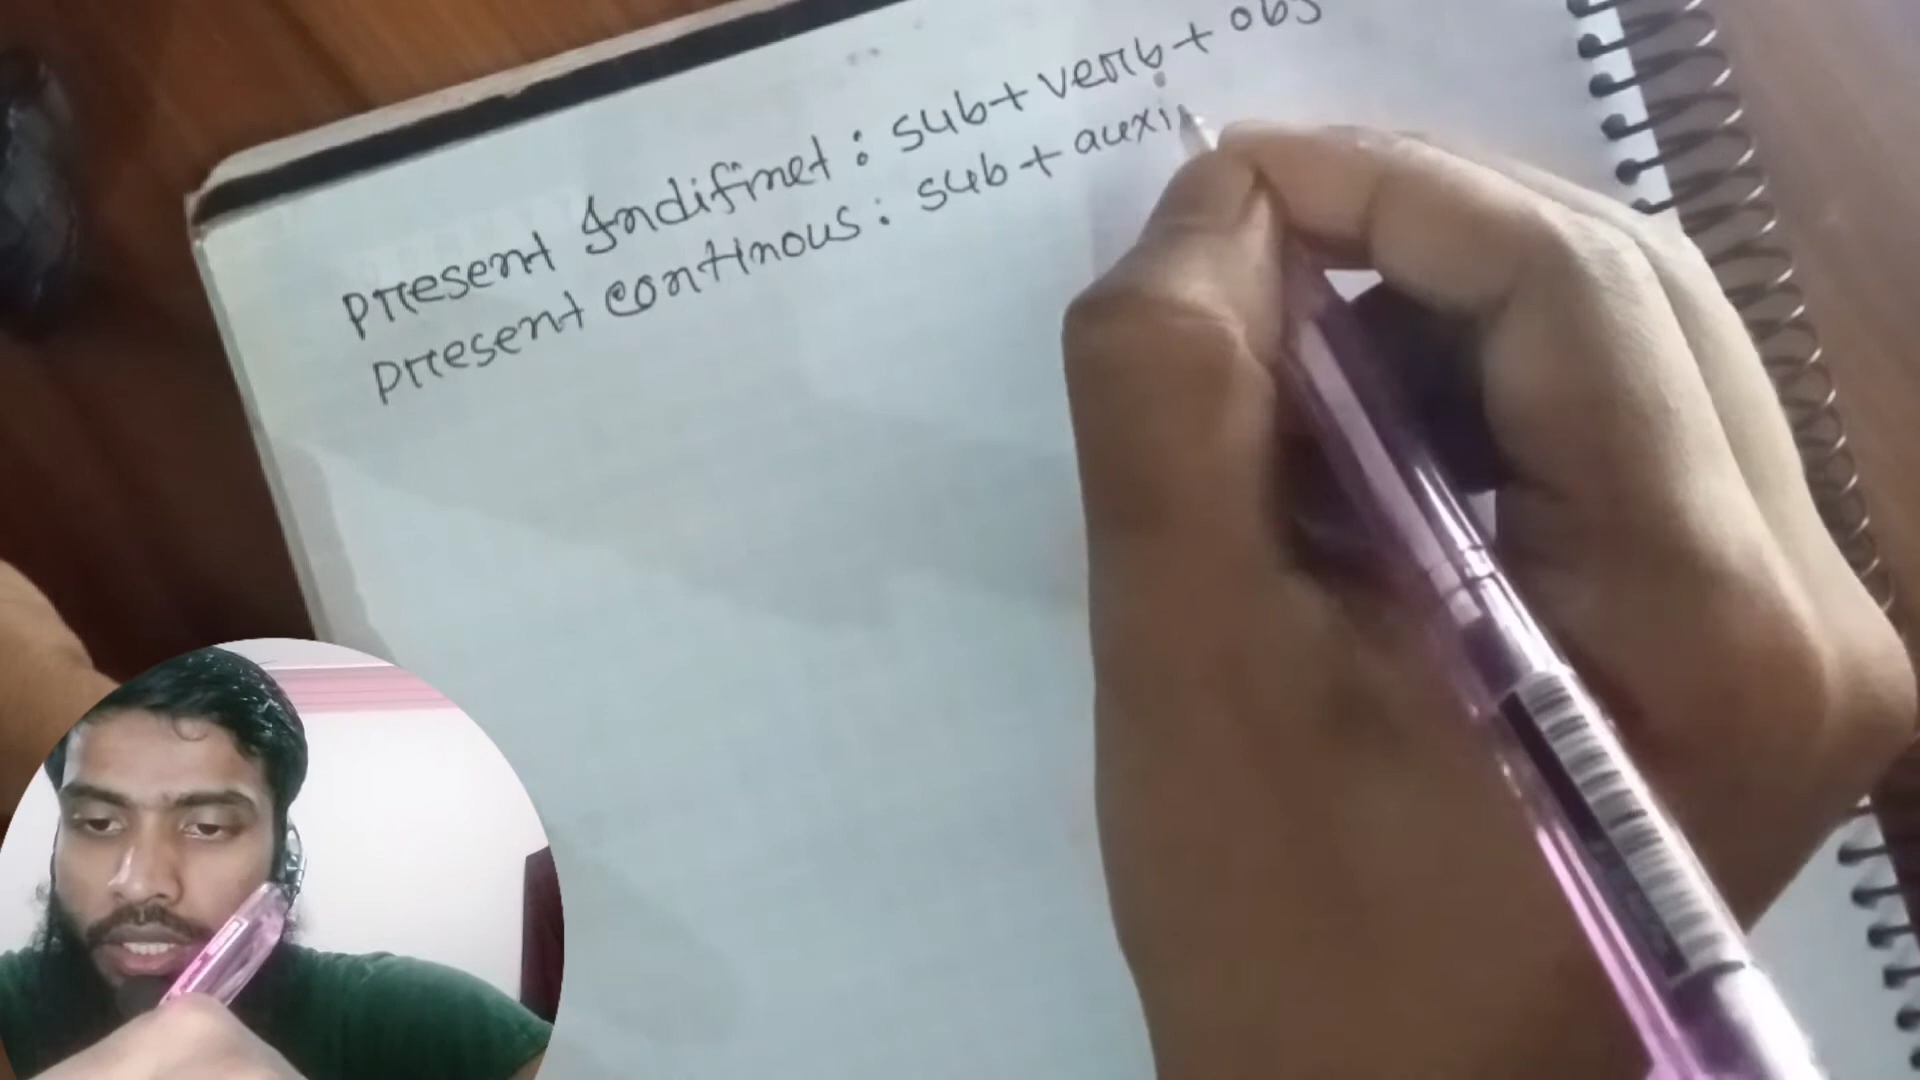 present Indifinet : sub + verb + obj
present continous : sub + auxi